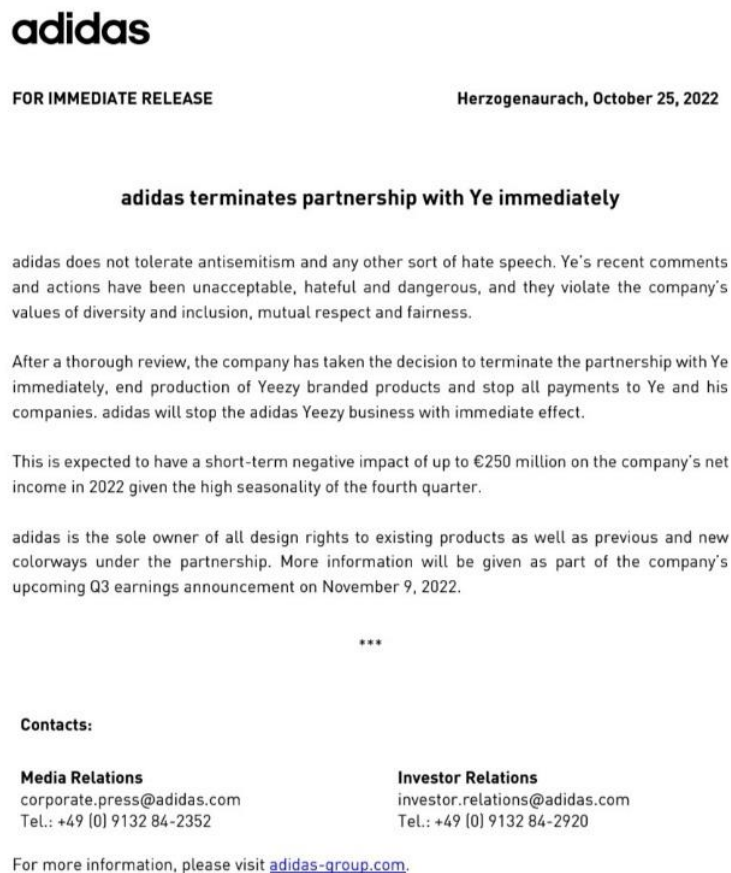 adidas
FOR IMMEDIATE RELEASE
Herzogenaurach, October 25, 2022
adidas terminates partnership with Ye immediately
adidas does not tolerate antisemitism and any other sort of hate speech. Ye's recent comments
and actions have been unacceptable, hateful and dangerous, and they violate the company's
values of diversity and inclusion, mutual respect and fairness.
After a thorough review, the company has taken the decision to terminate the partnership with Ye
immediately, end production of Yeezy branded products and stop all payments to Ye and his
companies. adidas will stop the adidas Yeezy business with immediate effect.
This is expected to have a short-term negative impact of up to €250 million on the company's net
income in 2022 given the high seasonality of the fourth quarter.
adidas is the sole owner of all design rights to existing products as well as previous and new
colorways under the partnership. More information will be given as part of the company's
upcoming Q3 earnings announcement on November 9, 2022.
***
Contacts:
Media Relations
corporate.press@adidas.com
Tel.: +49 (0) 9132 84-2352
Investor Relations
investor.relations@adidas.com
Tel.: +49 (0) 9132 84-2920
For more information, please visit adidas-group.com.